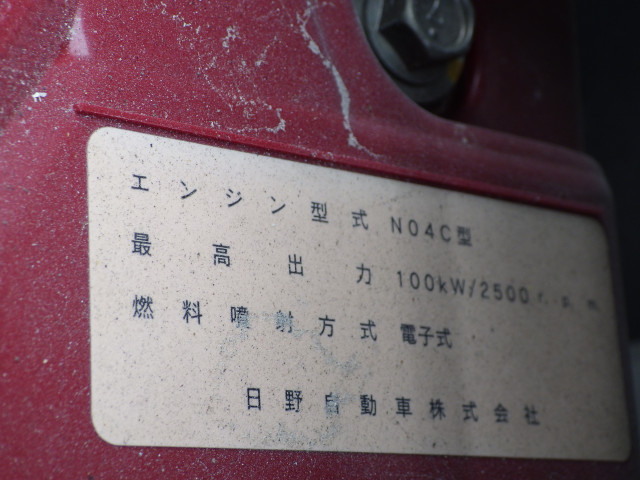 エンジン型式 N04C型
最高出力 100kW/2500 r.p.m.
燃料噴射方式 電子式
日野自動車株式会社